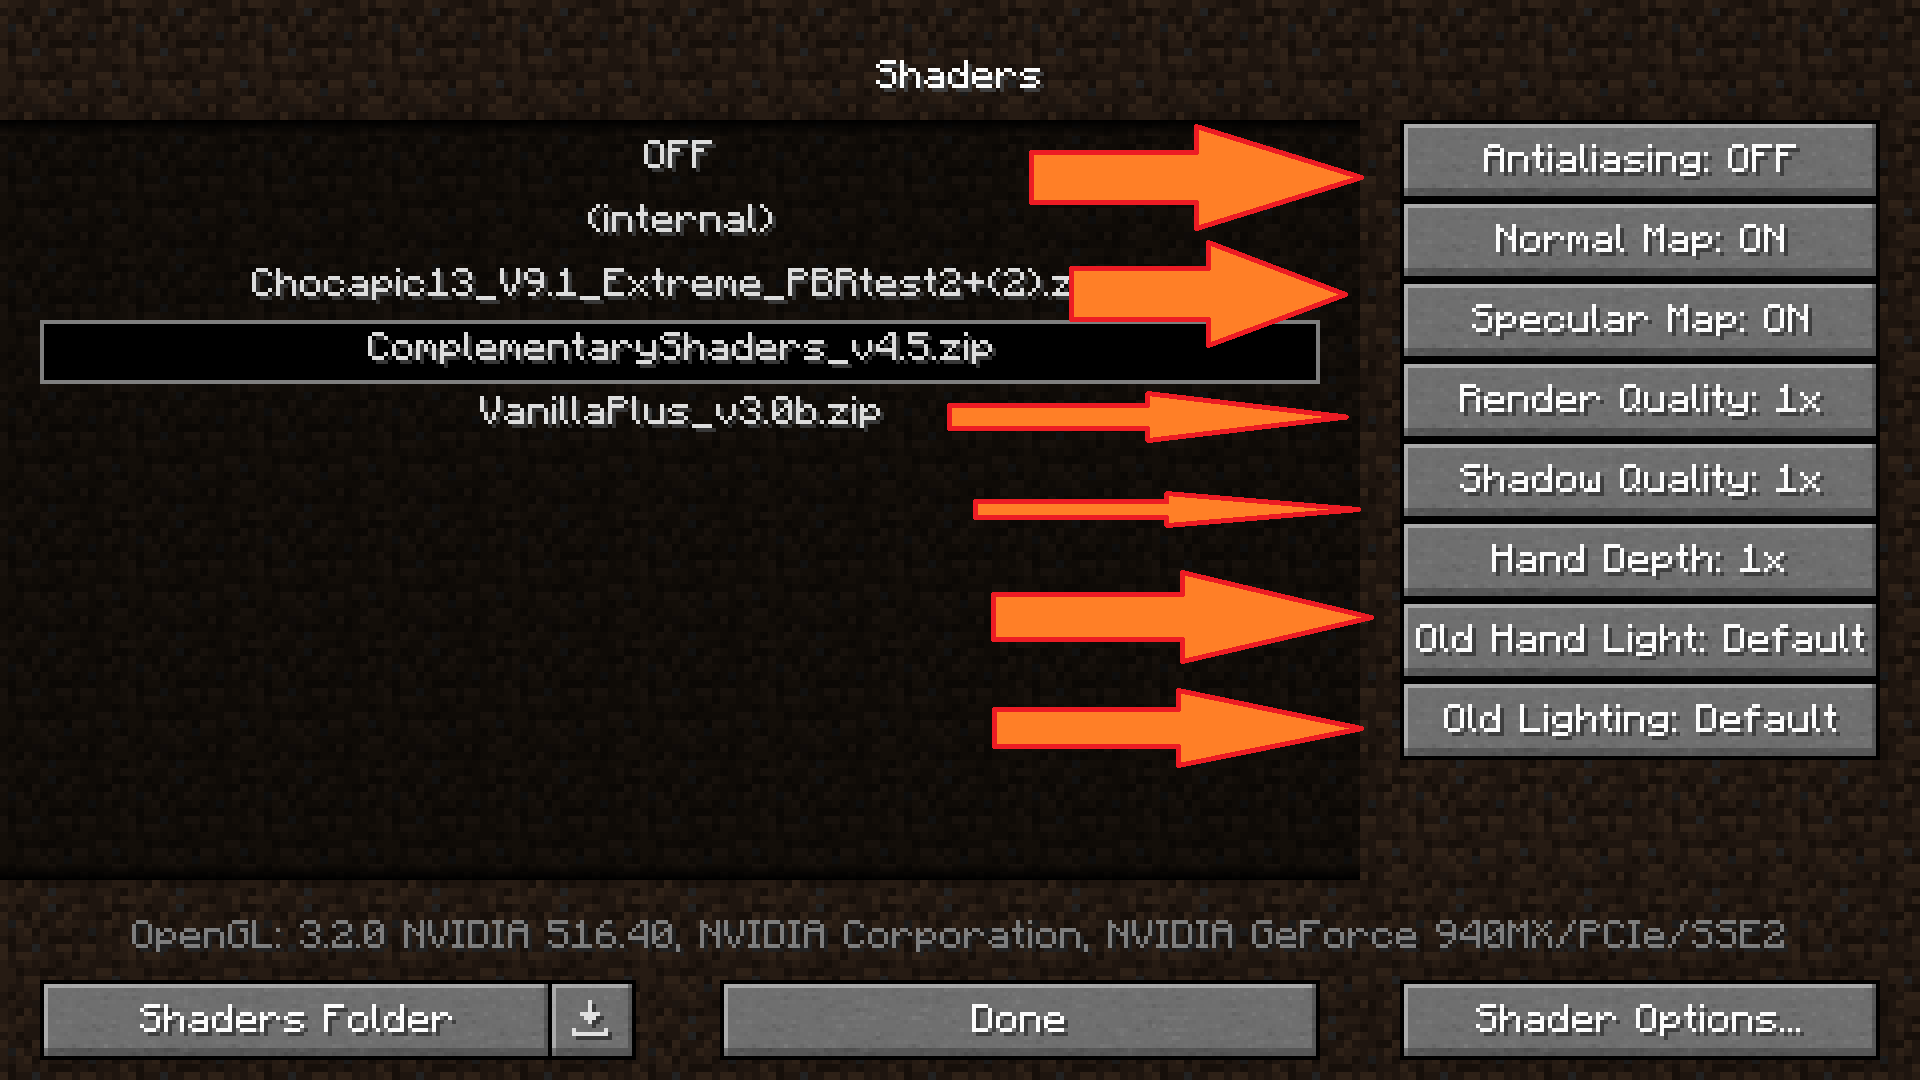 Shaders
OFF
(internal)
Chocapic13_V9.1_Extreme_PBRtest2+(2).z
ComplementaryShaders_v4.5.zip
VanillaPlus_v3.0b.zip
Antialiasing: OFF
Normal Map: ON
Specular Map: ON
Render Quality: 1x
Shadow Quality: 1x
Hand Depth: 1x
Old Hand Light: Default
Old Lighting: Default
OpenGL: 3.2.0 NVIDIA 516.40, NVIDIA Corporation, NVIDIA GeForce 940MX/PCIe/SSE2
Shaders Folder
Done
Shader Options...